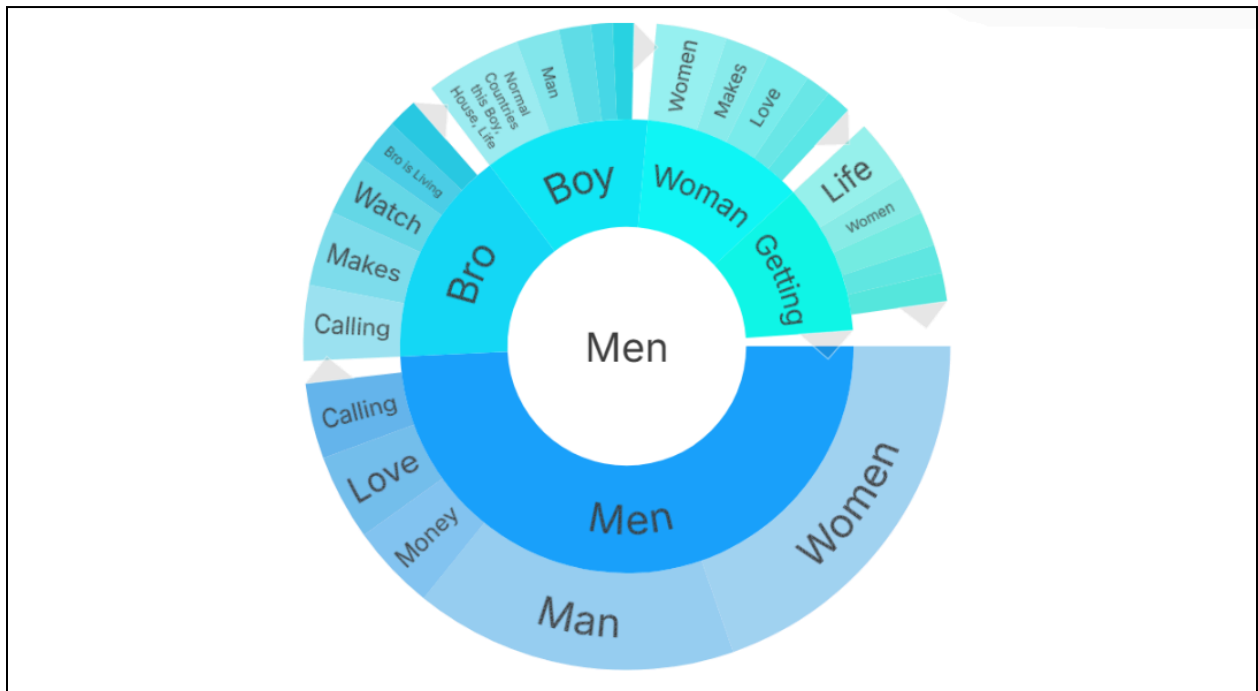 Men
Men
Women
Man
Money
Love
Calling
Bro
Calling
Makes
Watch
Bro is Living
Boy
Normal
Countries
this Boy,
House, Life
Man
Woman
Women
Makes
Love
Getting
Life
Women